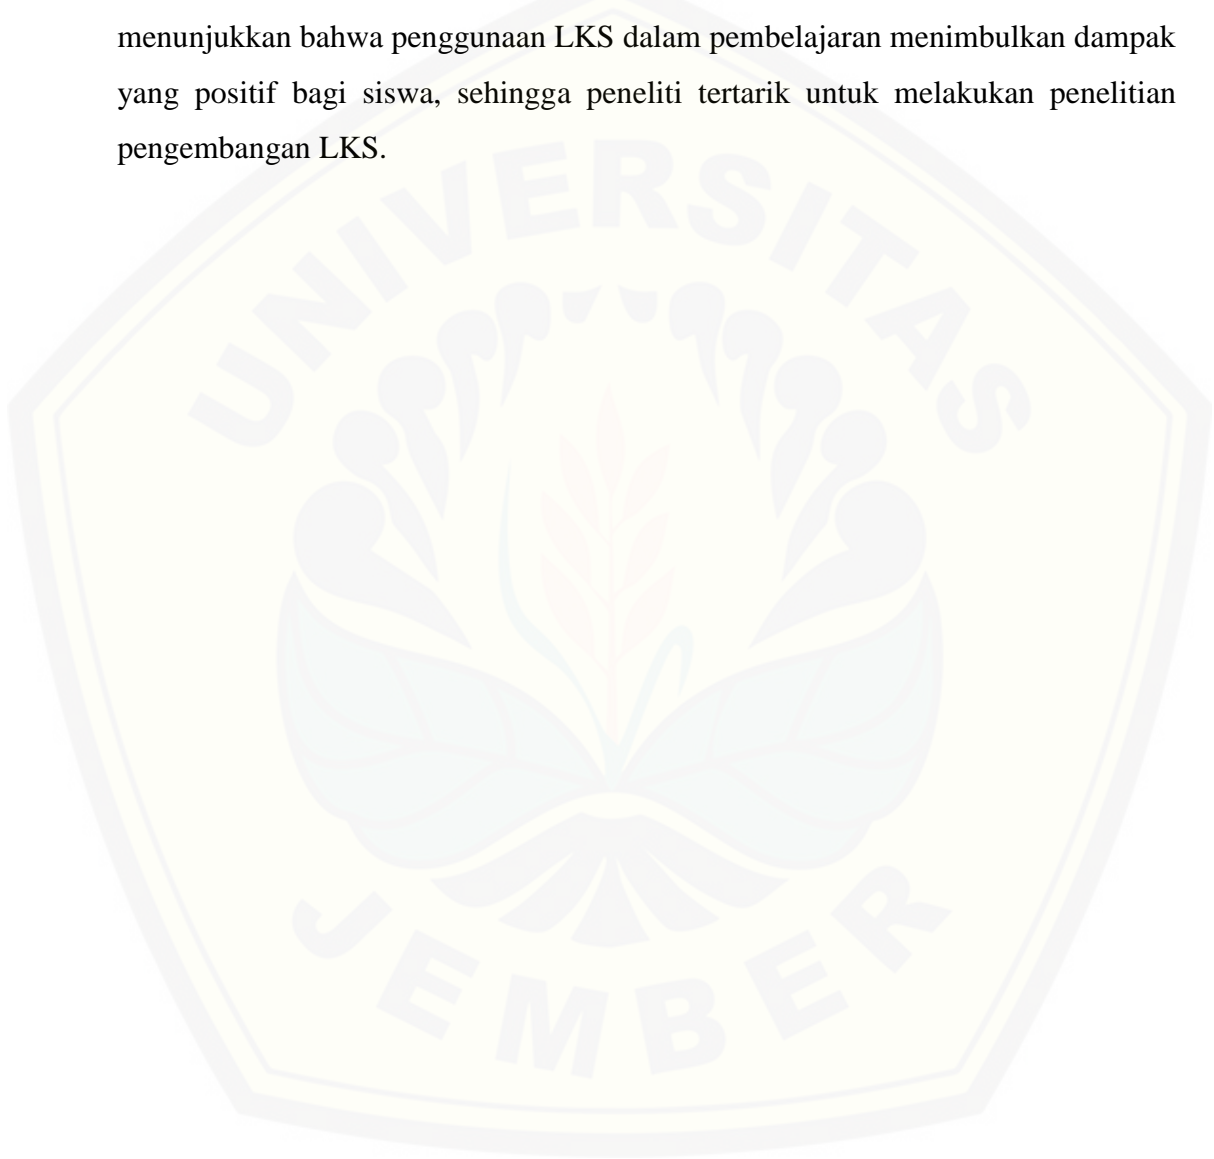 menunjukkan bahwa penggunaan LKS dalam pembelajaran menimbulkan dampak
yang positif bagi siswa, sehingga peneliti tertarik untuk melakukan penelitian
pengembangan LKS.
UNIVERSITAS
JEMBER